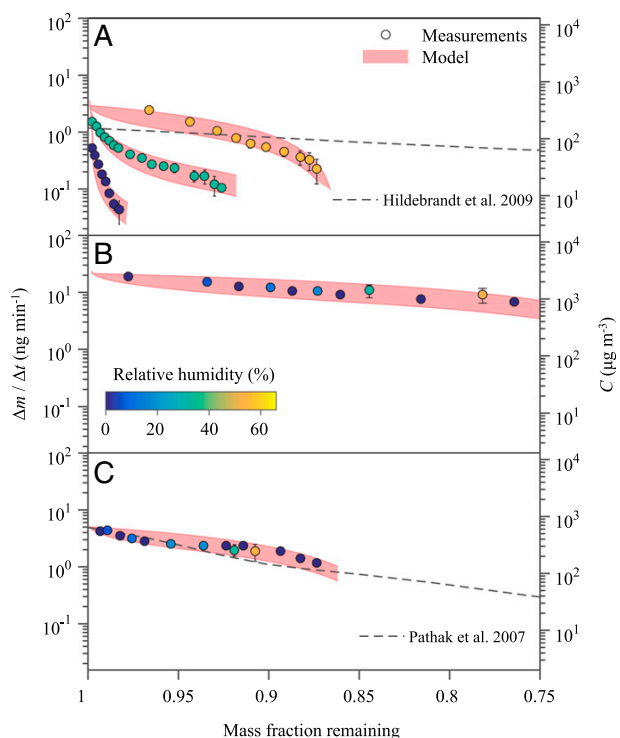 A
Measurements
Model
10² 10¹ 10⁰ 10⁻¹
10⁴ 10³ 10² 10¹
Hildebrandt et al. 2009
B
10² 10¹ 10⁰ 10⁻¹
10⁴ 10³ 10² 10¹
Δm / Δt (ng min⁻¹)
C (μg m⁻³)
Relative humidity (%)
0 20 40 60
C
10² 10¹ 10⁰ 10⁻¹
10⁴ 10³ 10² 10¹
Pathak et al. 2007
1 0.95 0.9 0.85 0.8 0.75
Mass fraction remaining